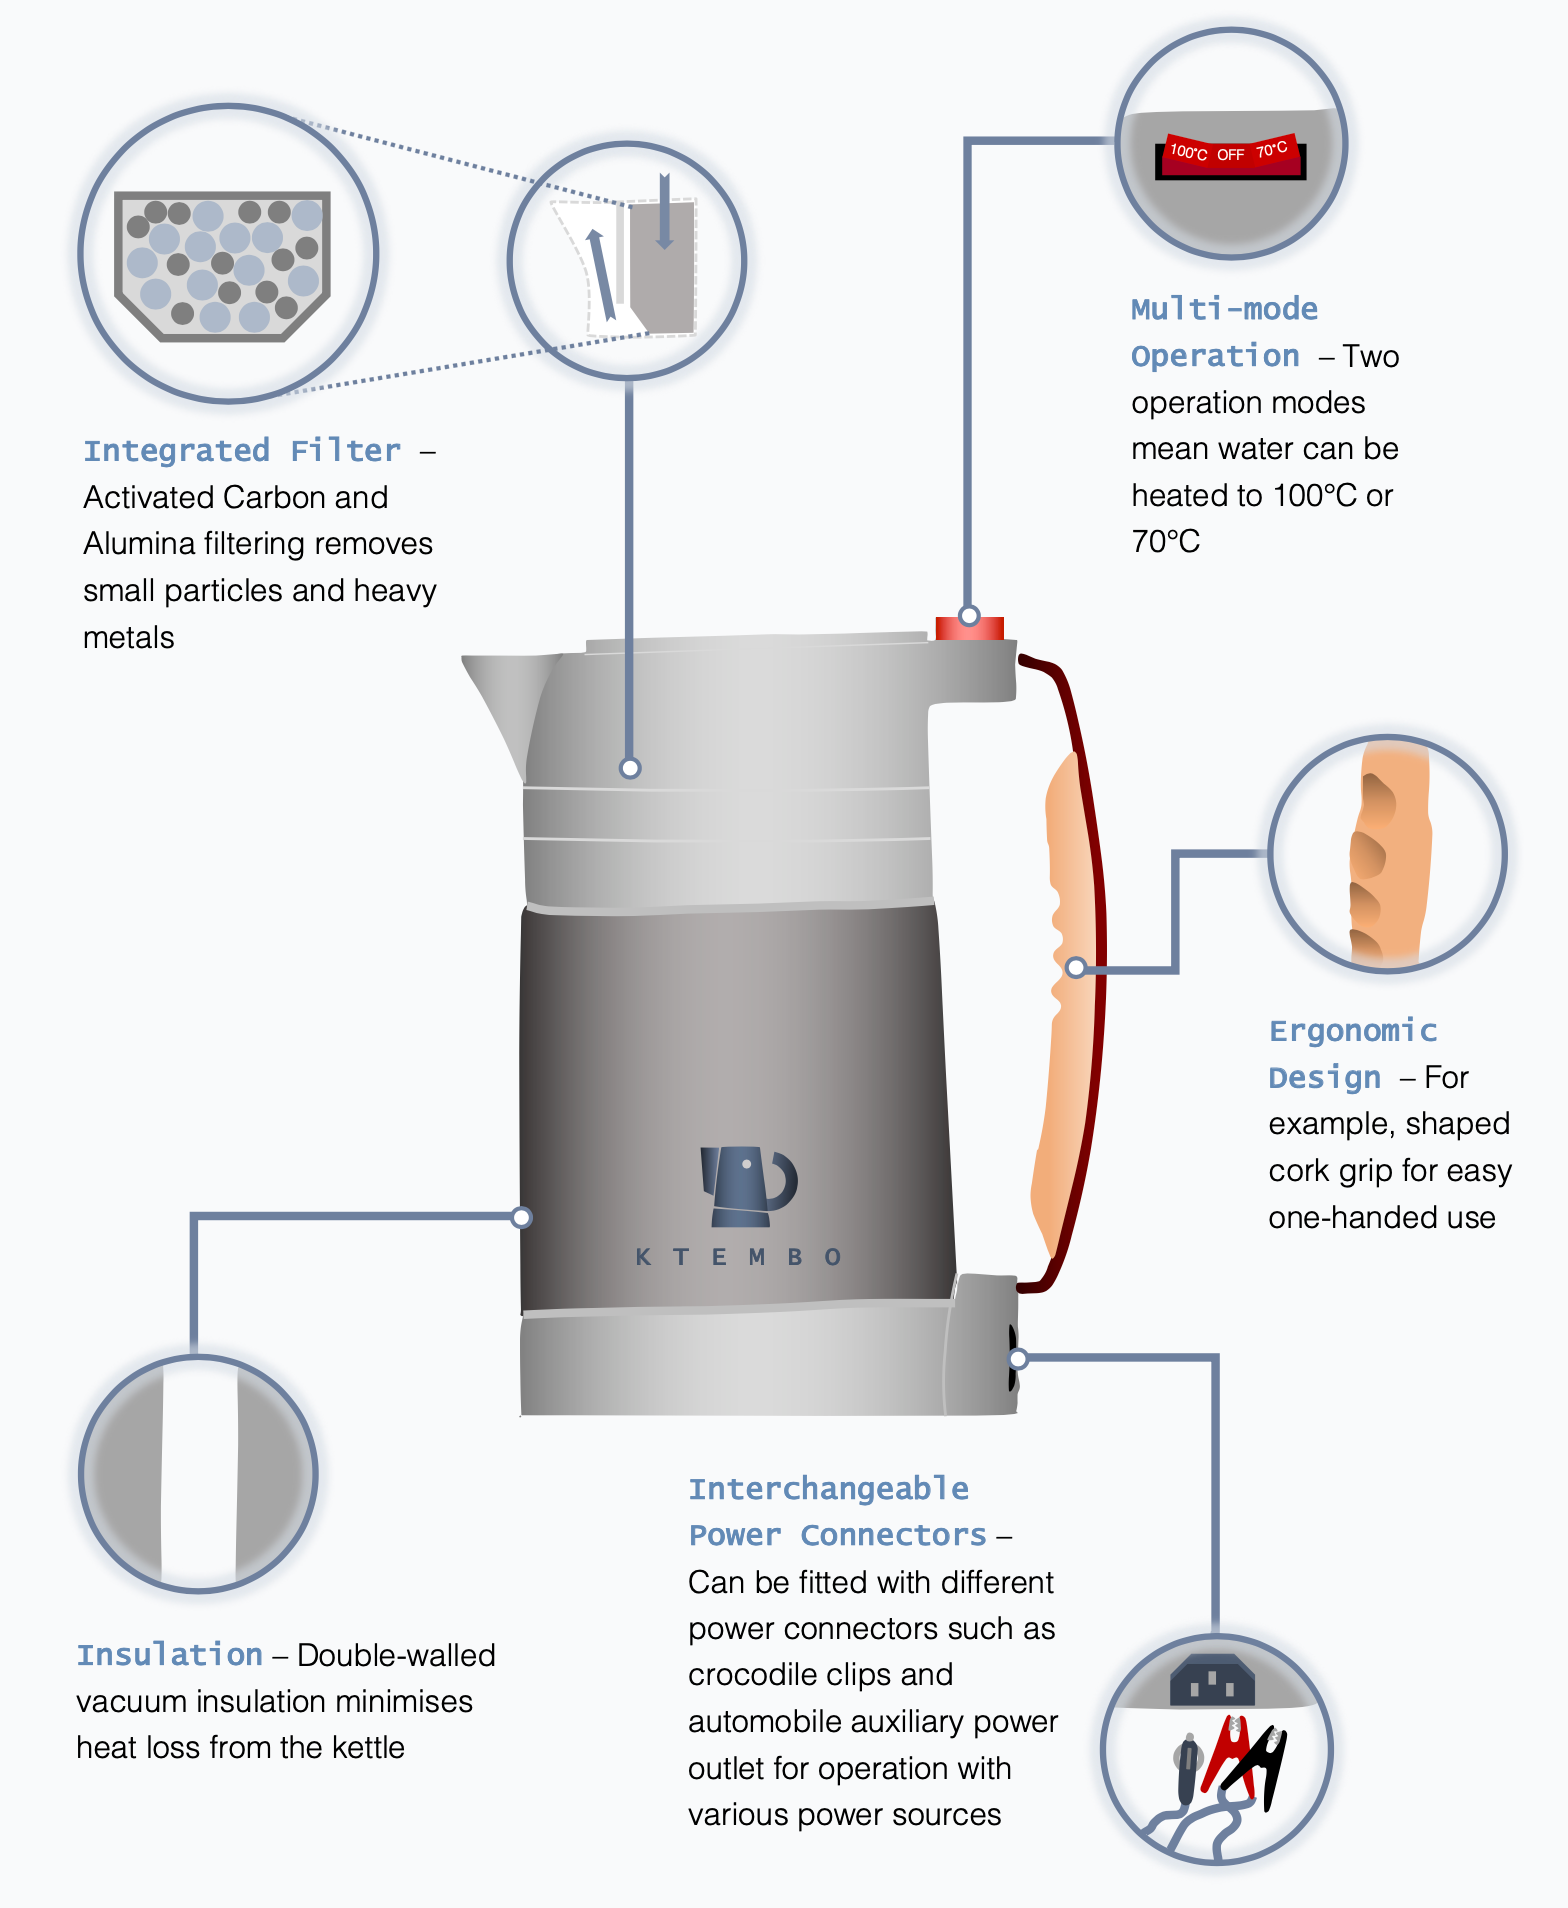 100°C OFF 70°C
Multi-mode
Operation – Two
operation modes
mean water can be
heated to 100°C or
70°C
Integrated Filter –
Activated Carbon and
Alumina filtering removes
small particles and heavy
metals
Ergonomic
Design – For
example, shaped
cork grip for easy
one-handed use
KTEMBO
Interchangeable
Power Connectors –
Can be fitted with different
power connectors such as
crocodile clips and
automobile auxiliary power
outlet for operation with
various power sources
Insulation – Double-walled
vacuum insulation minimises
heat loss from the kettle